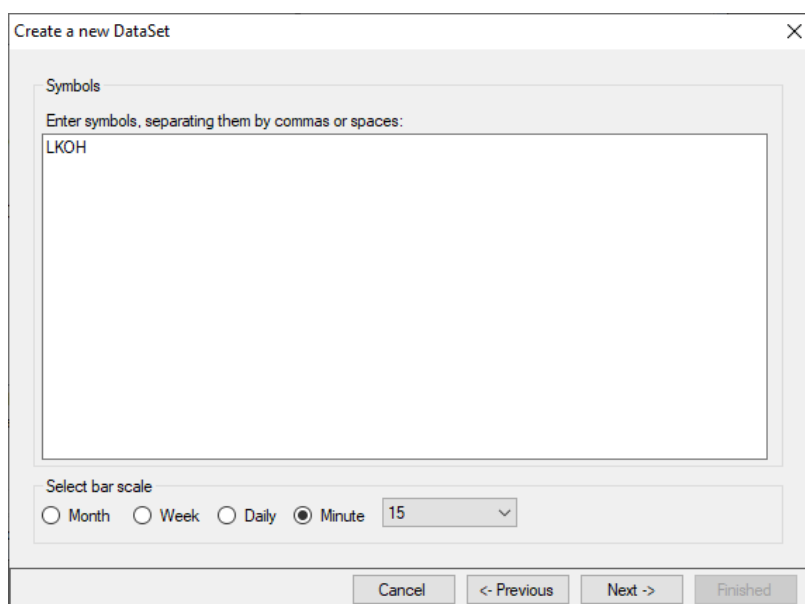 Create a new DataSet
Symbols
Enter symbols, separating them by commas or spaces:
LKOH
Select bar scale
Month Week Daily Minute 15
Cancel <- Previous Next -> Finished